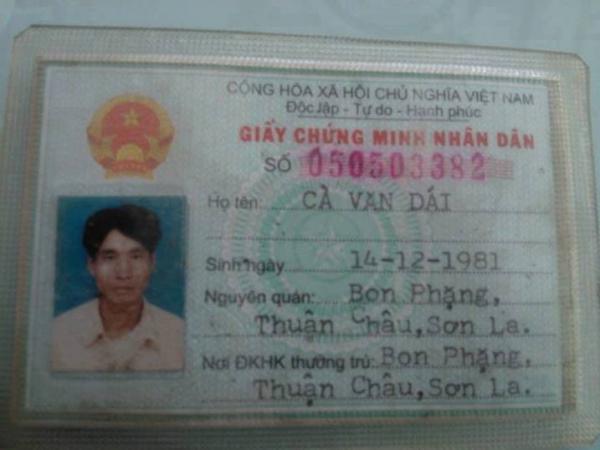 CỘNG HÒA XÃ HỘI CHỦ NGHĨA VIỆT NAM
Độc lập - Tự do - Hạnh phúc
GIẤY CHỨNG MINH NHÂN DÂN
SỐ 050503382
Họ tên: CÀ VAN DÁI
Sinh ngày 14-12-1981
Nguyên quán: Bon Phặng,
Thuận Châu, Sơn La.
Nơi ĐKHK thường trú: Bon Phặng,
Thuận Châu, Sơn La.